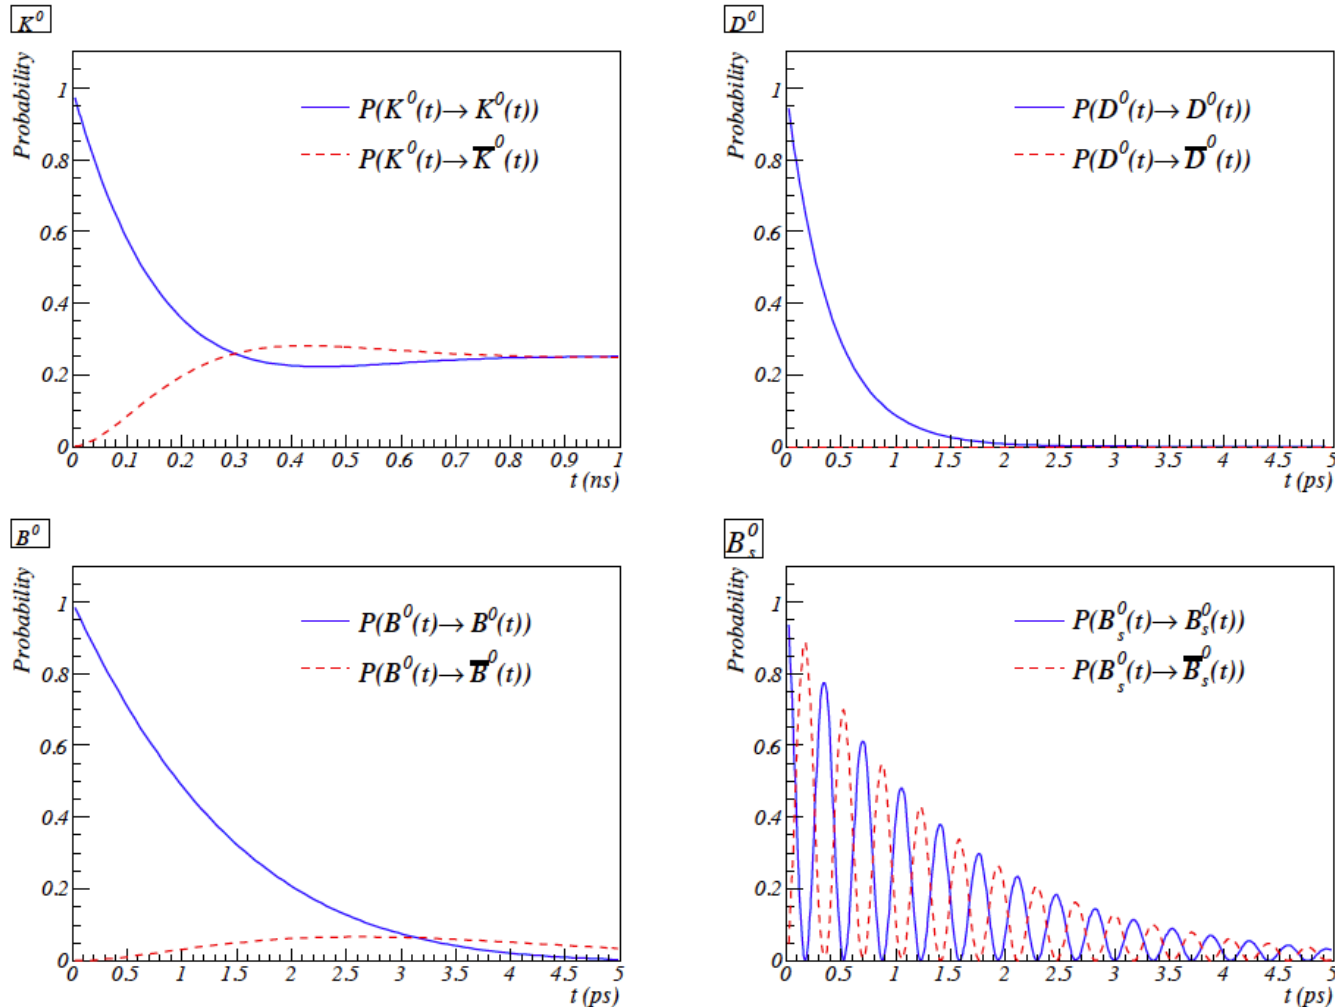 K⁰
Probability
1
0.8
0.6
0.4
0.2
0
P(K⁰(t)→ K⁰(t))
P(K⁰(t)→ K̅⁰(t))
0 0.1 0.2 0.3 0.4 0.5 0.6 0.7 0.8 0.9 1
t (ns)
D⁰
Probability
1
0.8
0.6
0.4
0.2
0
P(D⁰(t)→ D⁰(t))
P(D⁰(t)→ D̅⁰(t))
0 0.5 1 1.5 2 2.5 3 3.5 4 4.5 5
t (ps)
B⁰
Probability
1
0.8
0.6
0.4
0.2
0
P(B⁰(t)→ B⁰(t))
P(B⁰(t)→ B̅⁰(t))
0 0.5 1 1.5 2 2.5 3 3.5 4 4.5 5
t (ps)
B⁰ₛ
Probability
1
0.8
0.6
0.4
0.2
0
P(B⁰ₛ(t)→ B⁰ₛ(t))
P(B⁰ₛ(t)→ B̅⁰ₛ(t))
0 0.5 1 1.5 2 2.5 3 3.5 4 4.5 5
t (ps)